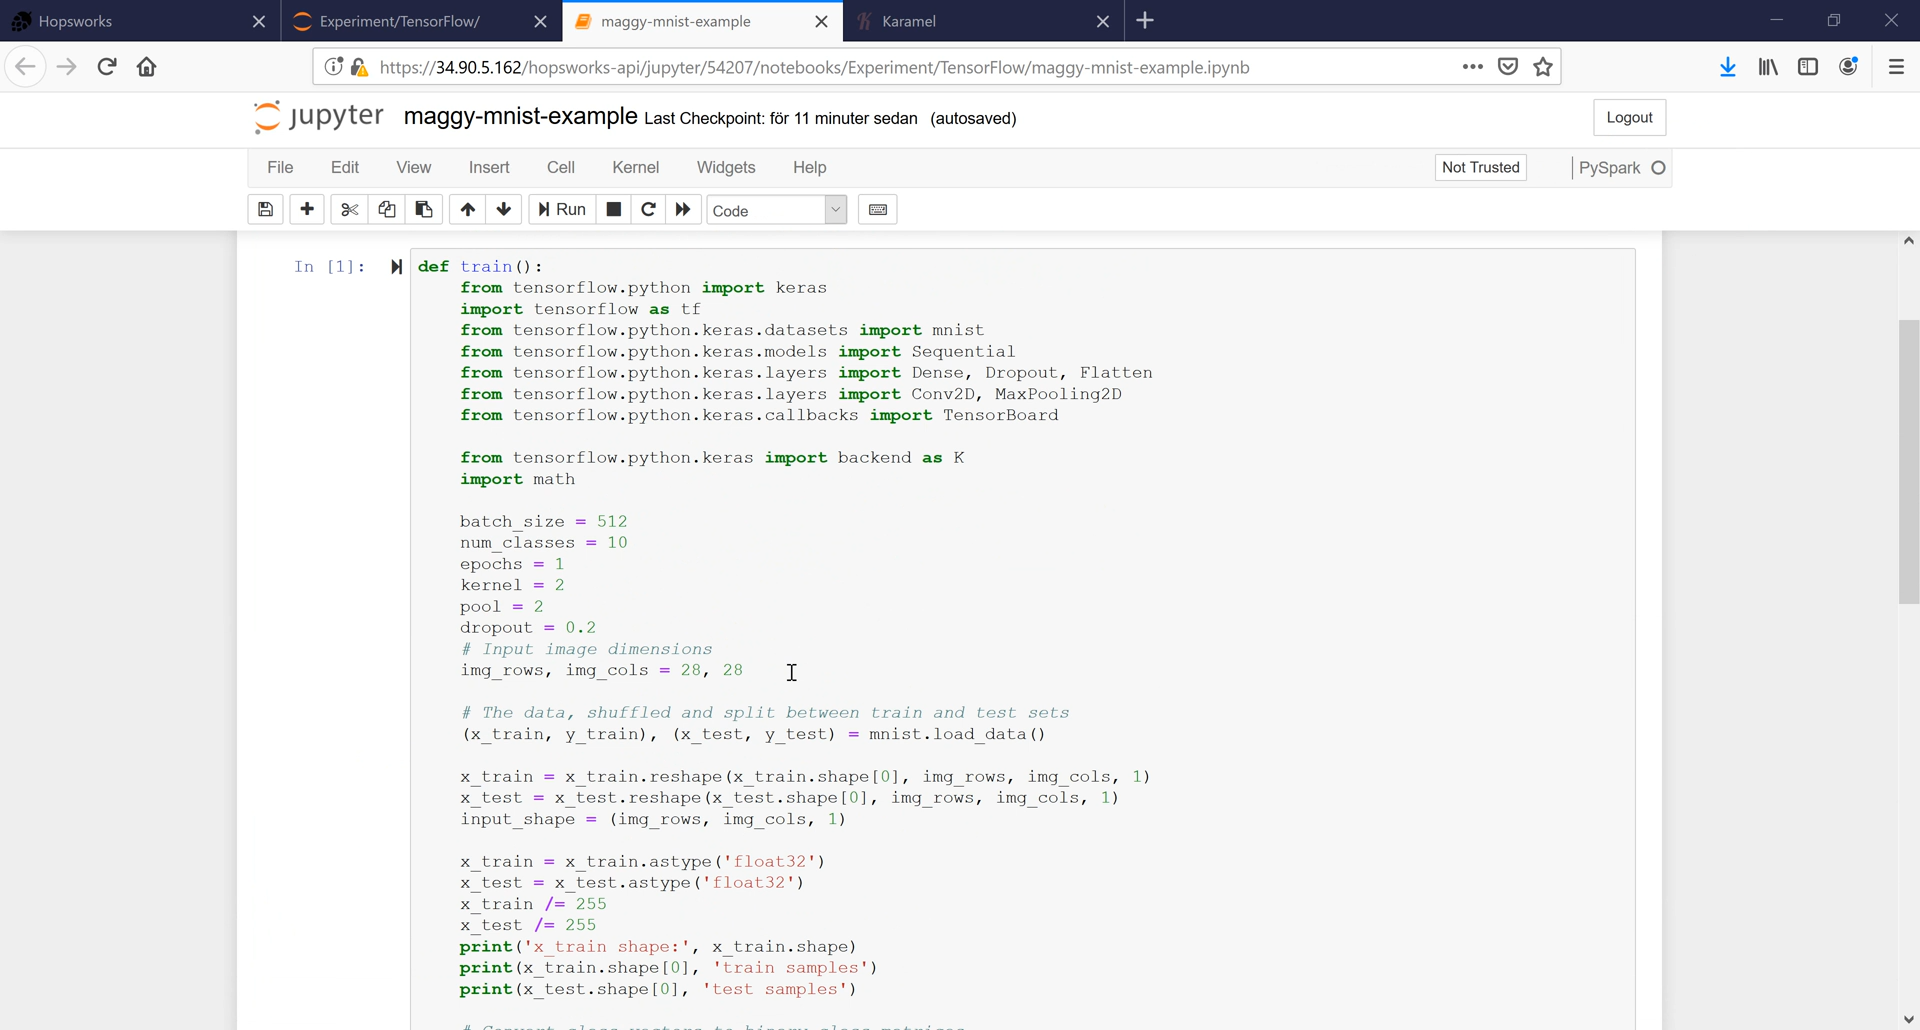 Hopsworks
Experiment/TensorFlow/
maggy-mnist-example
Karamel
https://34.90.5.162/hopsworks-api/jupyter/54207/notebooks/Experiment/TensorFlow/maggy-mnist-example.ipynb
jupyter maggy-mnist-example Last Checkpoint: för 11 minuter sedan (autosaved)
Logout
File Edit View Insert Cell Kernel Widgets Help
Not Trusted
PySpark
Run
Code
In [1]:
def train():
    from tensorflow.python import keras
    import tensorflow as tf
    from tensorflow.python.keras.datasets import mnist
    from tensorflow.python.keras.models import Sequential
    from tensorflow.python.keras.layers import Dense, Dropout, Flatten
    from tensorflow.python.keras.layers import Conv2D, MaxPooling2D
    from tensorflow.python.keras.callbacks import TensorBoard
    from tensorflow.python.keras import backend as K
    import math
    batch_size = 512
    num_classes = 10
    epochs = 1
    kernel = 2
    pool = 2
    dropout = 0.2
    # Input image dimensions
    img_rows, img_cols = 28, 28
    # The data, shuffled and split between train and test sets
    (x_train, y_train), (x_test, y_test) = mnist.load_data()
    x_train = x_train.reshape(x_train.shape[0], img_rows, img_cols, 1)
    x_test = x_test.reshape(x_test.shape[0], img_rows, img_cols, 1)
    input_shape = (img_rows, img_cols, 1)
    x_train = x_train.astype('float32')
    x_test = x_test.astype('float32')
    x_train /= 255
    x_test /= 255
    print('x_train shape:', x_train.shape)
    print(x_train.shape[0], 'train samples')
    print(x_test.shape[0], 'test samples')